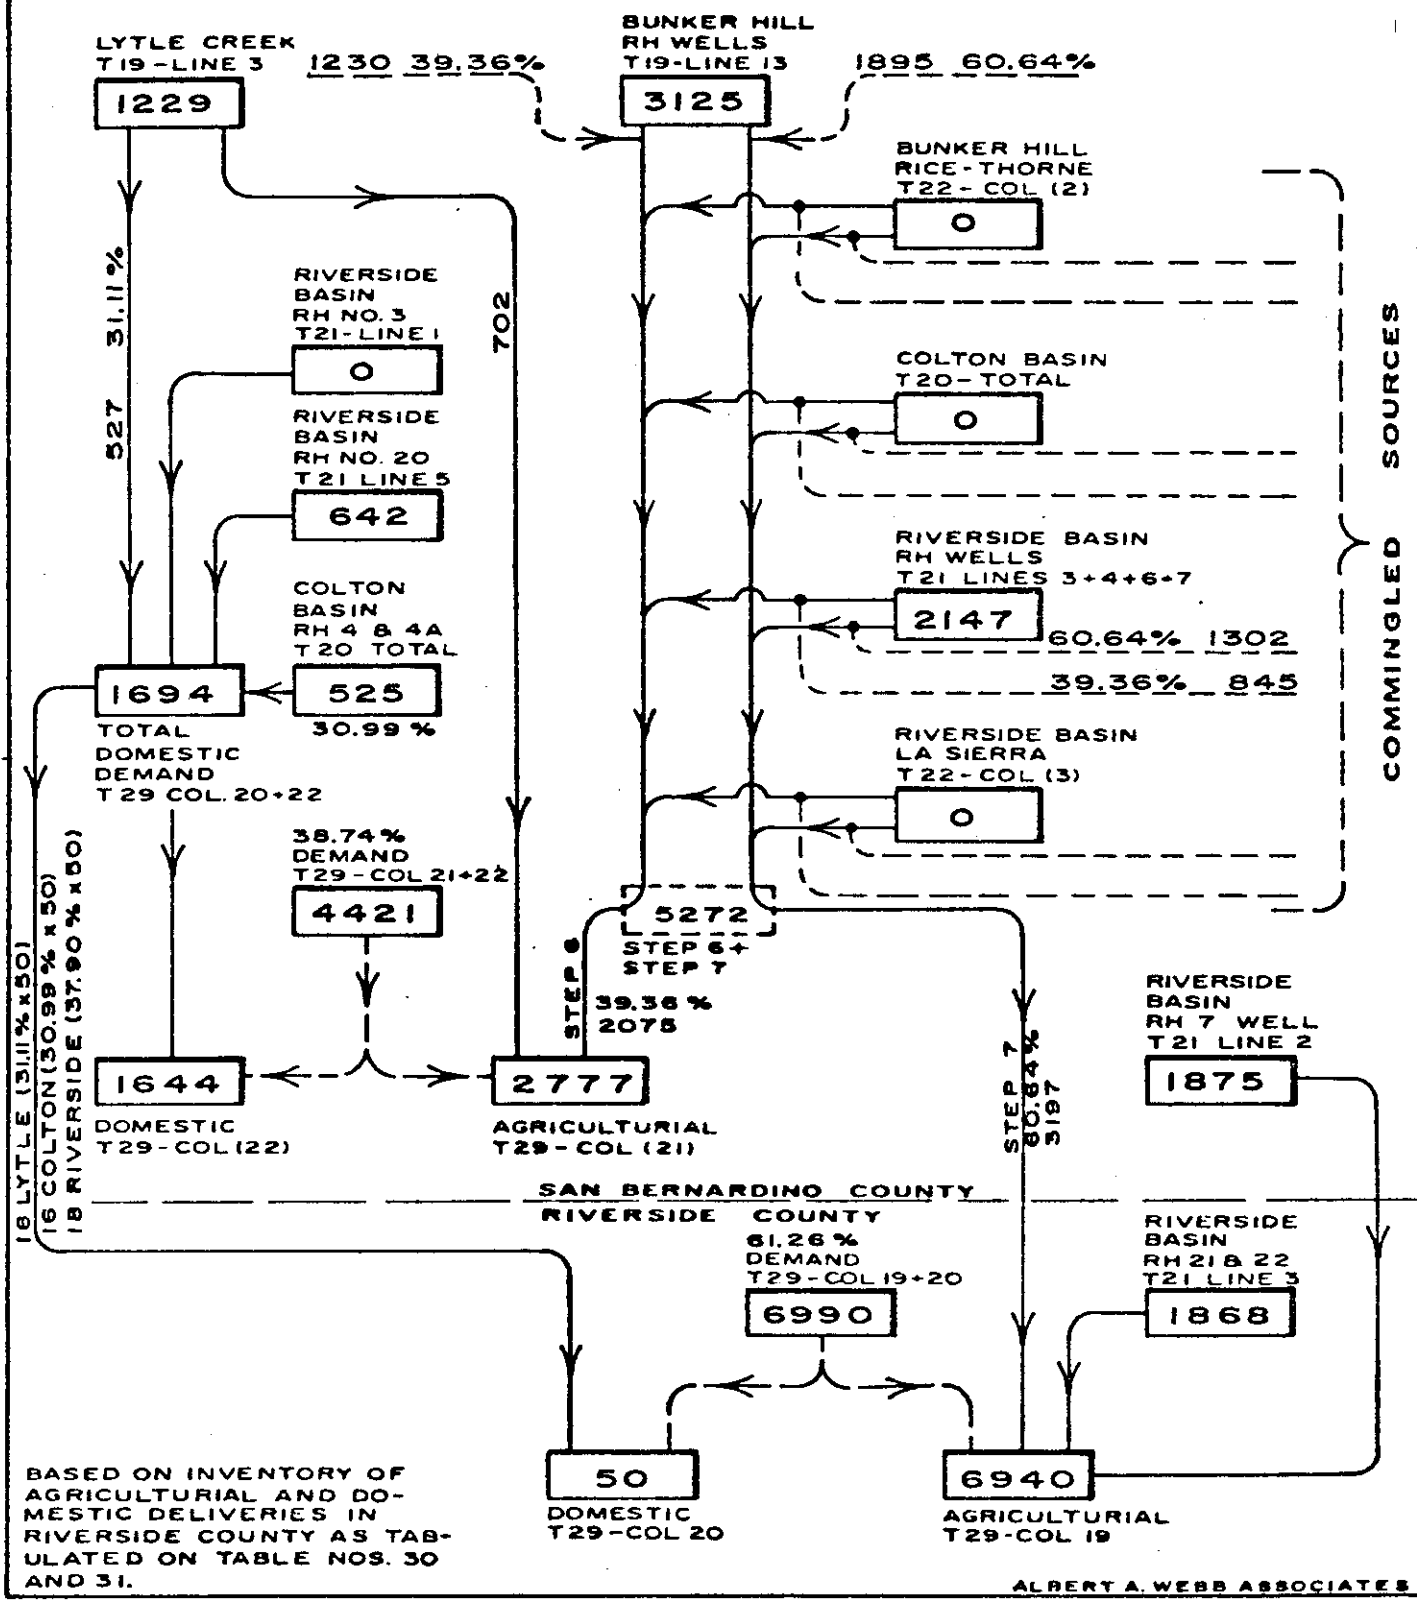 LYTLE CREEK
T19-LINE 3
1229
1230 39.36%
BUNKER HILL
RH WELLS
T19-LINE 13
3125
1895 60.64%
BUNKER HILL
RICE-THORNE
T22-COL (2)
0
31.11%
527
702
RIVERSIDE
BASIN
RH NO. 3
T21-LINE 1
0
COLTON BASIN
T20-TOTAL
0
RIVERSIDE
BASIN
RH NO. 20
T21 LINE 5
642
RIVERSIDE BASIN
RH WELLS
T21 LINES 3+4+6+7
2147
60.64% 1302
39.36% 845
COMMINGLED SOURCES
COLTON
BASIN
RH 4 & 4A
T20 TOTAL
525
30.99%
1694
TOTAL
DOMESTIC
DEMAND
T29 COL. 20+22
RIVERSIDE BASIN
LA SIERRA
T22-COL (3)
0
38.74%
DEMAND
T29-COL 21+22
4421
5272
STEP 6+
STEP 7
STEP 6
39.36%
2075
18 LYTLE (31.11% x 50)
16 COLTON (30.99% x 50)
18 RIVERSIDE (37.90% x 50)
1644
DOMESTIC
T29-COL (22)
2777
AGRICULTURIAL
T29-COL (21)
STEP 7
60.64%
3197
RIVERSIDE
BASIN
RH 7 WELL
T21 LINE 2
1875
SAN BERNARDINO COUNTY
RIVERSIDE COUNTY
61.26%
DEMAND
T29-COL 19+20
6990
RIVERSIDE
BASIN
RH 21 & 22
T21 LINE 3
1868
50
DOMESTIC
T29-COL 20
6940
AGRICULTURIAL
T29-COL 19
BASED ON INVENTORY OF
AGRICULTURIAL AND DO-
MESTIC DELIVERIES IN
RIVERSIDE COUNTY AS TAB-
ULATED ON TABLE NOS. 30
AND 31.
ALBERT A. WEBB ASSOCIATES